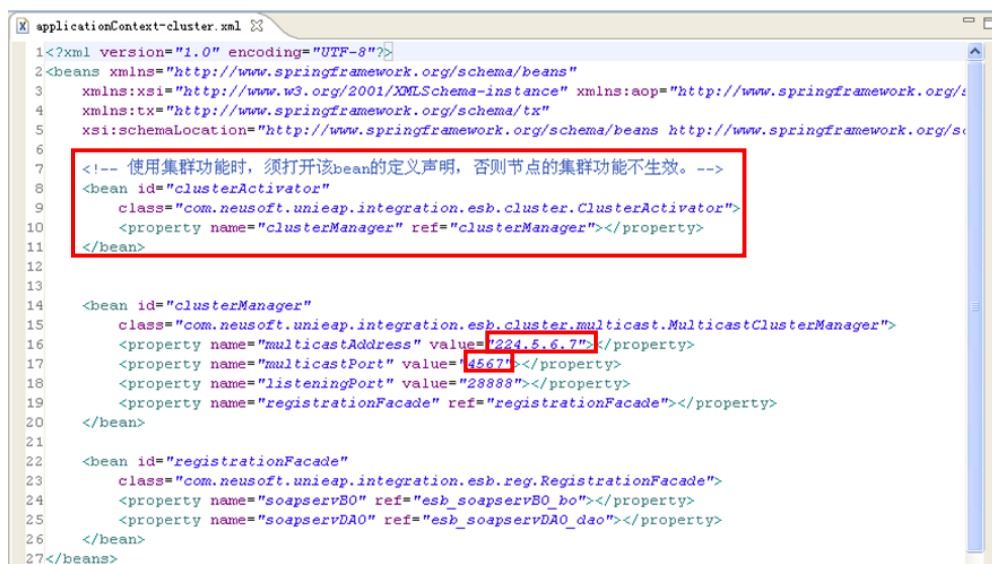 applicationContext-cluster.xml
1<?xml version="1.0" encoding="UTF-8"?>
2<beans xmlns="http://www.springframework.org/schema/beans"
3 xmlns:xsi="http://www.w3.org/2001/XMLSchema-instance" xmlns:aop="http://www.springframework.org/s
4 xmlns:tx="http://www.springframework.org/schema/tx"
5 xsi:schemaLocation="http://www.springframework.org/schema/beans http://www.springframework.org/sc
6
7 <!-- 使用集群功能时，须打开该bean的定义声明，否则节点的集群功能不生效。-->
8 <bean id="clusterActivator"
9 class="com.neusoft.unieap.integration.esb.cluster.ClusterActivator">
10 <property name="clusterManager" ref="clusterManager"></property>
11 </bean>
12
13
14 <bean id="clusterManager"
15 class="com.neusoft.unieap.integration.esb.cluster.multicast.MulticastClusterManager">
16 <property name="multicastAddress" value="224.5.6.7"></property>
17 <property name="multicastPort" value="4567"></property>
18 <property name="listeningPort" value="28888"></property>
19 <property name="registrationFacade" ref="registrationFacade"></property>
20 </bean>
21
22 <bean id="registrationFacade"
23 class="com.neusoft.unieap.integration.esb.reg.RegistrationFacade">
24 <property name="soapservBO" ref="esb_soapservBO_bo"></property>
25 <property name="soapservDAO" ref="esb_soapservDAO_dao"></property>
26 </bean>
27</beans>